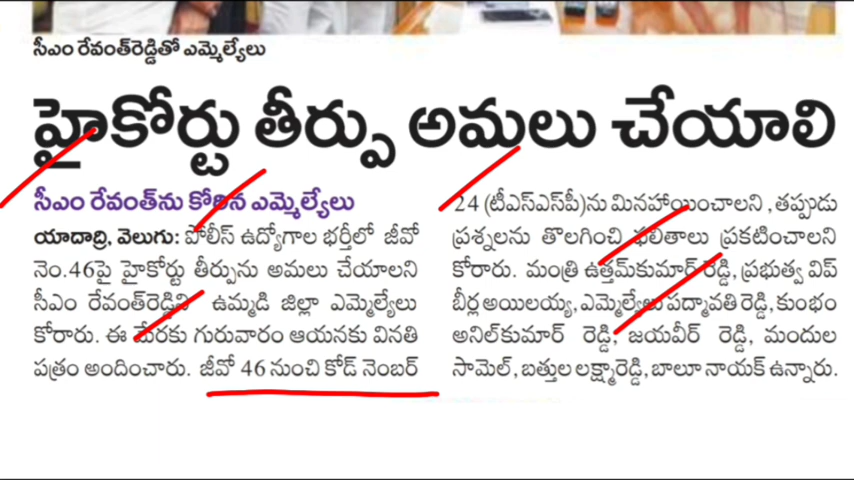 సీఎం రేవంత్‌రెడ్డితో ఎమ్మెల్యేలు
హైకోర్టు తీర్పు అమలు చేయాలి
సీఎం రేవంత్‌ను కోరిన ఎమ్మెల్యేలు
యాదాద్రి, వెలుగు: పోలీస్ ఉద్యోగాల భర్తీలో జీవో
నెం.46పై హైకోర్టు తీర్పును అమలు చేయాలని
సీఎం రేవంత్‌రెడ్డిని ఉమ్మడి జిల్లా ఎమ్మెల్యేలు
కోరారు. ఈ మేరకు గురువారం ఆయనకు వినతి
పత్రం అందించారు. జీవో 46 నుంచి కోడ్ నెంబర్
24 (టీఎస్ఎస్‌పీ)ను మినహాయించాలని , తప్పుడు
ప్రశ్నలను తొలగించి ఫలితాలు ప్రకటించాలని
కోరారు. మంత్రి ఉత్తమ్‌కుమార్ రెడ్డి, ప్రభుత్వ విప్
బీర్ల అయిలయ్య, ఎమ్మెల్యేలు పద్మావతి రెడ్డి, కుంభం
అనిల్‌కుమార్ రెడ్డి, జయవీర్ రెడ్డి, మందుల
సామెల్, బత్తుల లక్ష్మారెడ్డి, బాలూ నాయక్ ఉన్నారు.